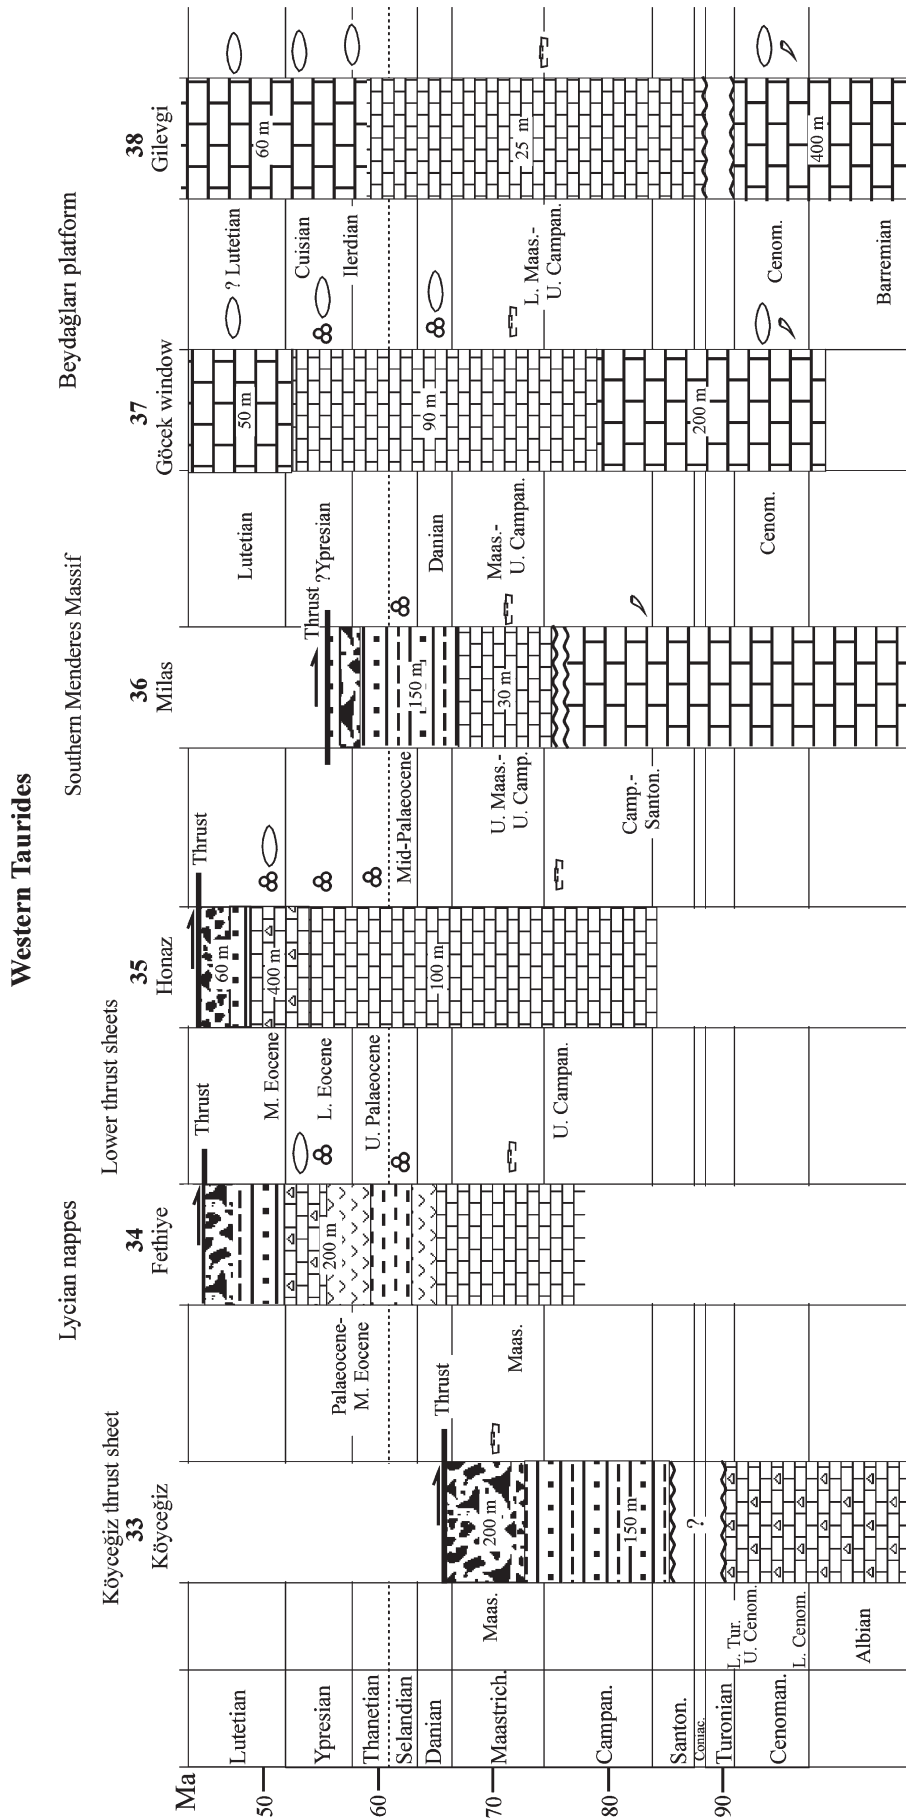 Western Taurides
Lycian nappes
Southern Menderes Massif
Beydağları platform
Köyceğiz thrust sheet
Lower thrust sheets
33
Köyceğiz
34
Fethiye
35
Honaz
36
Milas
37
Göcek window
38
Gilevgi
Ma
50
60
70
80
90
Lutetian
Ypresian
Thanetian
Selandian
Danian
Maastrich.
Campan.
Santon.
Coniac.
Turonian
Cenoman.
Maas.
L. Tur.
U. Cenom.
L. Cenom.
Albian
Thrust
200 m
150 m
?
Palaeocene-
M. Eocene
Maas.
Thrust
200 m
M. Eocene
L. Eocene
U. Palaeocene
U. Campan.
Thrust
60 m
400 m
100 m
Mid-Palaeocene
U. Maas.-
U. Camp.
Camp.-
Santon.
Thrust
150 m
30 m
Lutetian
?Ypresian
Danian
Maas.-
U. Campan.
Cenom.
50 m
90 m
200 m
? Lutetian
Cuisian
Ilerdian
L. Maas.-
U. Campan.
Cenom.
Barremian
60 m
25 m
400 m